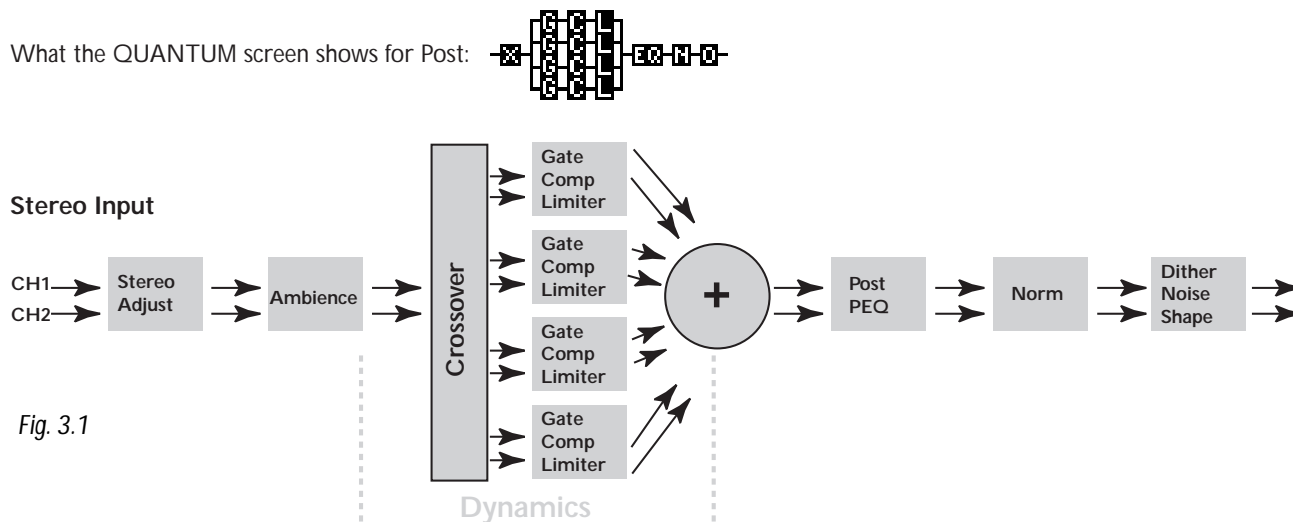 What the QUANTUM screen shows for Post:
X
G C L
G C L
G C L
G C L
EQ N O
Stereo Input
CH1
CH2
Stereo
Adjust
Ambience
Crossover
Gate
Comp
Limiter
Gate
Comp
Limiter
Gate
Comp
Limiter
Gate
Comp
Limiter
+
Post
PEQ
Norm
Dither
Noise
Shape
Fig. 3.1
Dynamics